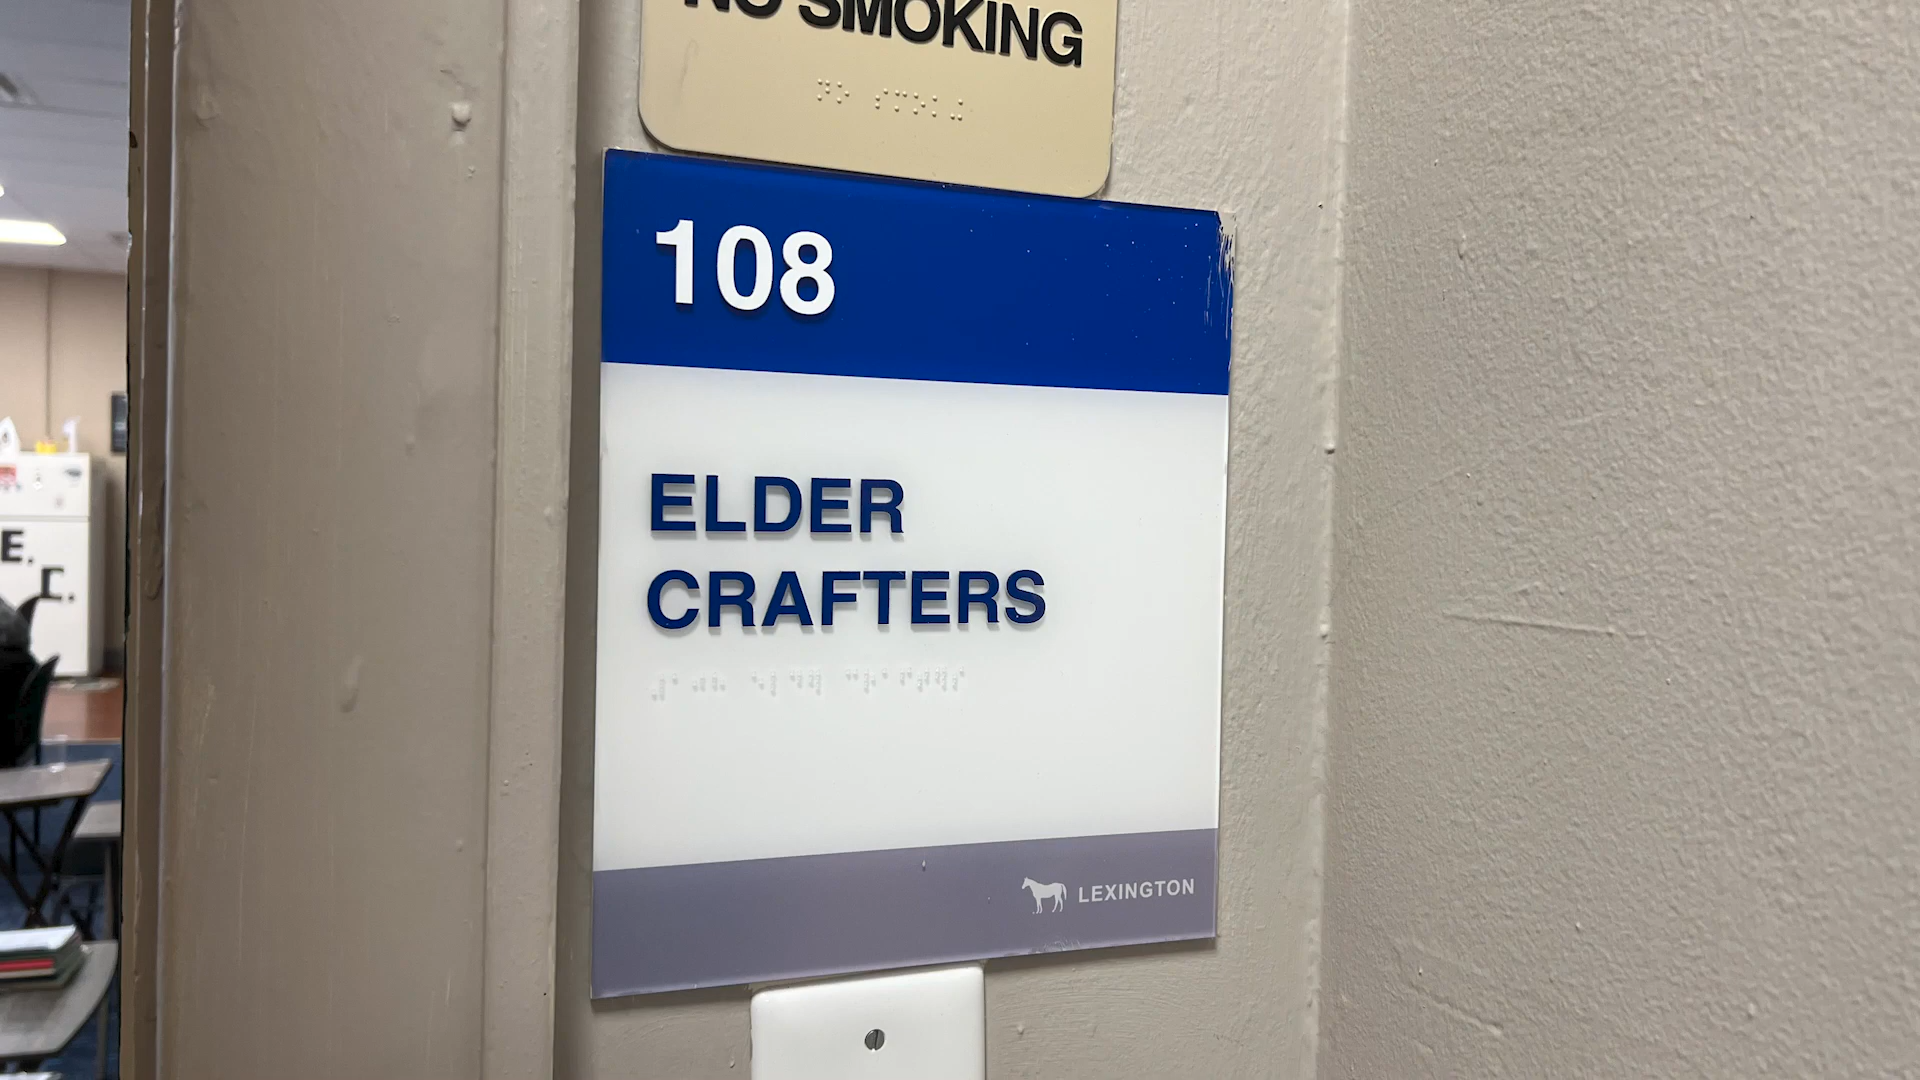 NO SMOKING
108
ELDER
CRAFTERS
LEXINGTON
E.
C.